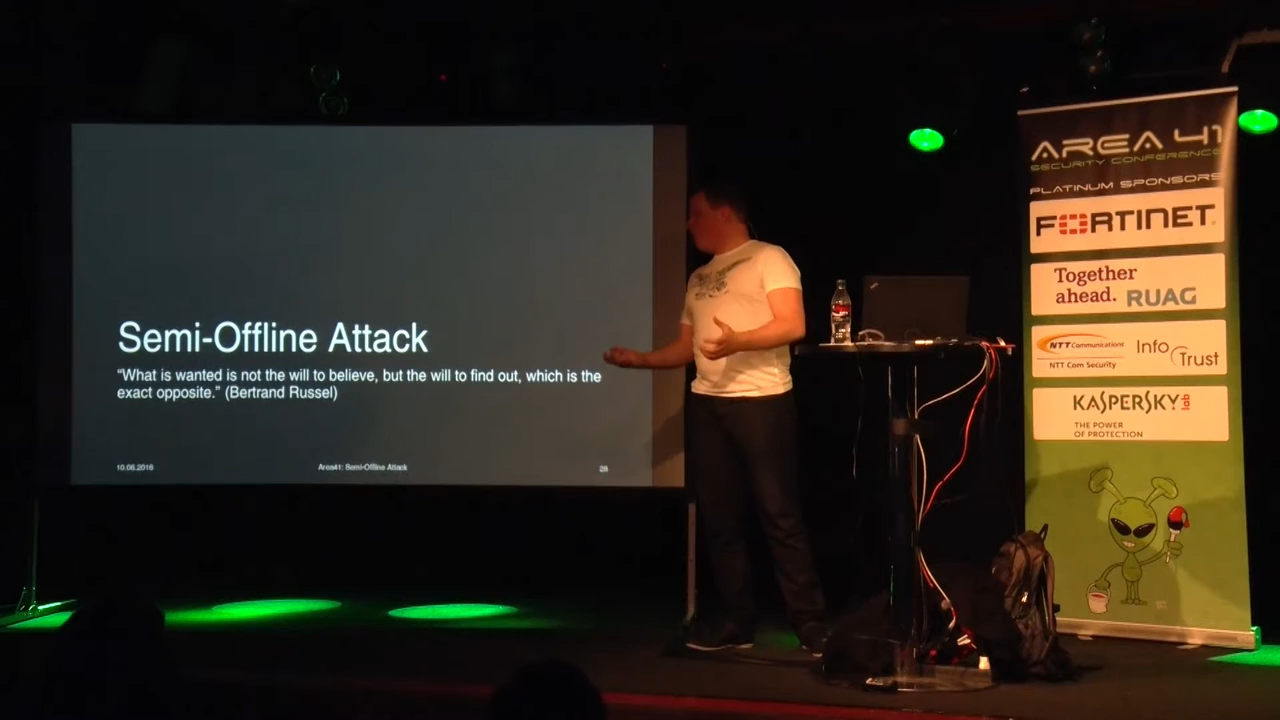 Semi-Offline Attack
“What is wanted is not the will to believe, but the will to find out, which is the
exact opposite.” (Bertrand Russel)
10.06.2016
Area41: Semi-Offline Attack
28
AREA 41
SECURITY CONFERENCE
PLATINUM SPONSORS
FORTINET
Together
ahead. RUAG
NTT Communications
NTT Com Security
Info Trust
KASPERSKY lab
THE POWER
OF PROTECTION